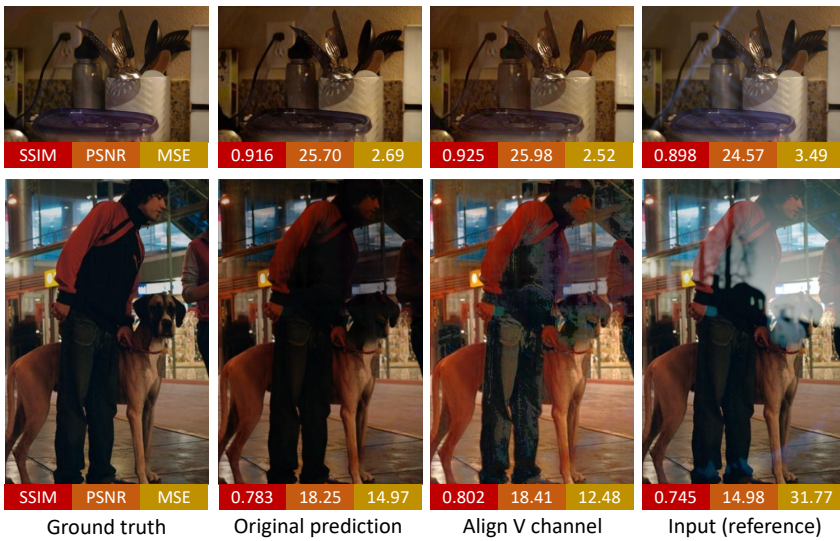 SSIM PSNR MSE 0.916 25.70 2.69 0.925 25.98 2.52 0.898 24.57 3.49
SSIM PSNR MSE 0.783 18.25 14.97 0.802 18.41 12.48 0.745 14.98 31.77
Ground truth Original prediction Align V channel Input (reference)